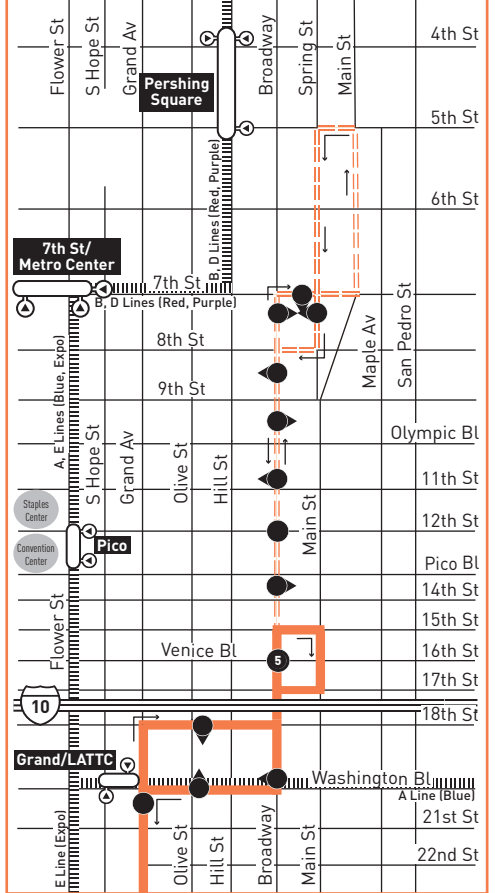 Flower St
S Hope St
Grand Av
Broadway
Spring St
Main St
4th St
Pershing
Square
5th St
B, D Lines (Red, Purple)
6th St
7th St/
Metro Center
7th St
B, D Lines (Red, Purple)
8th St
Maple Av
San Pedro St
9th St
A, E Lines (Blue, Expo)
S Hope St
Grand Av
Olive St
Hill St
Olympic Bl
11th St
Staples
Center
Main St
12th St
Convention
Center
Pico
Pico Bl
14th St
15th St
Flower St
Venice Bl
5
16th St
17th St
10
18th St
Grand/LATTC
Washington Bl
A Line (Blue)
21st St
E Line (Expo)
Olive St
Hill St
Broadway
Main St
22nd St